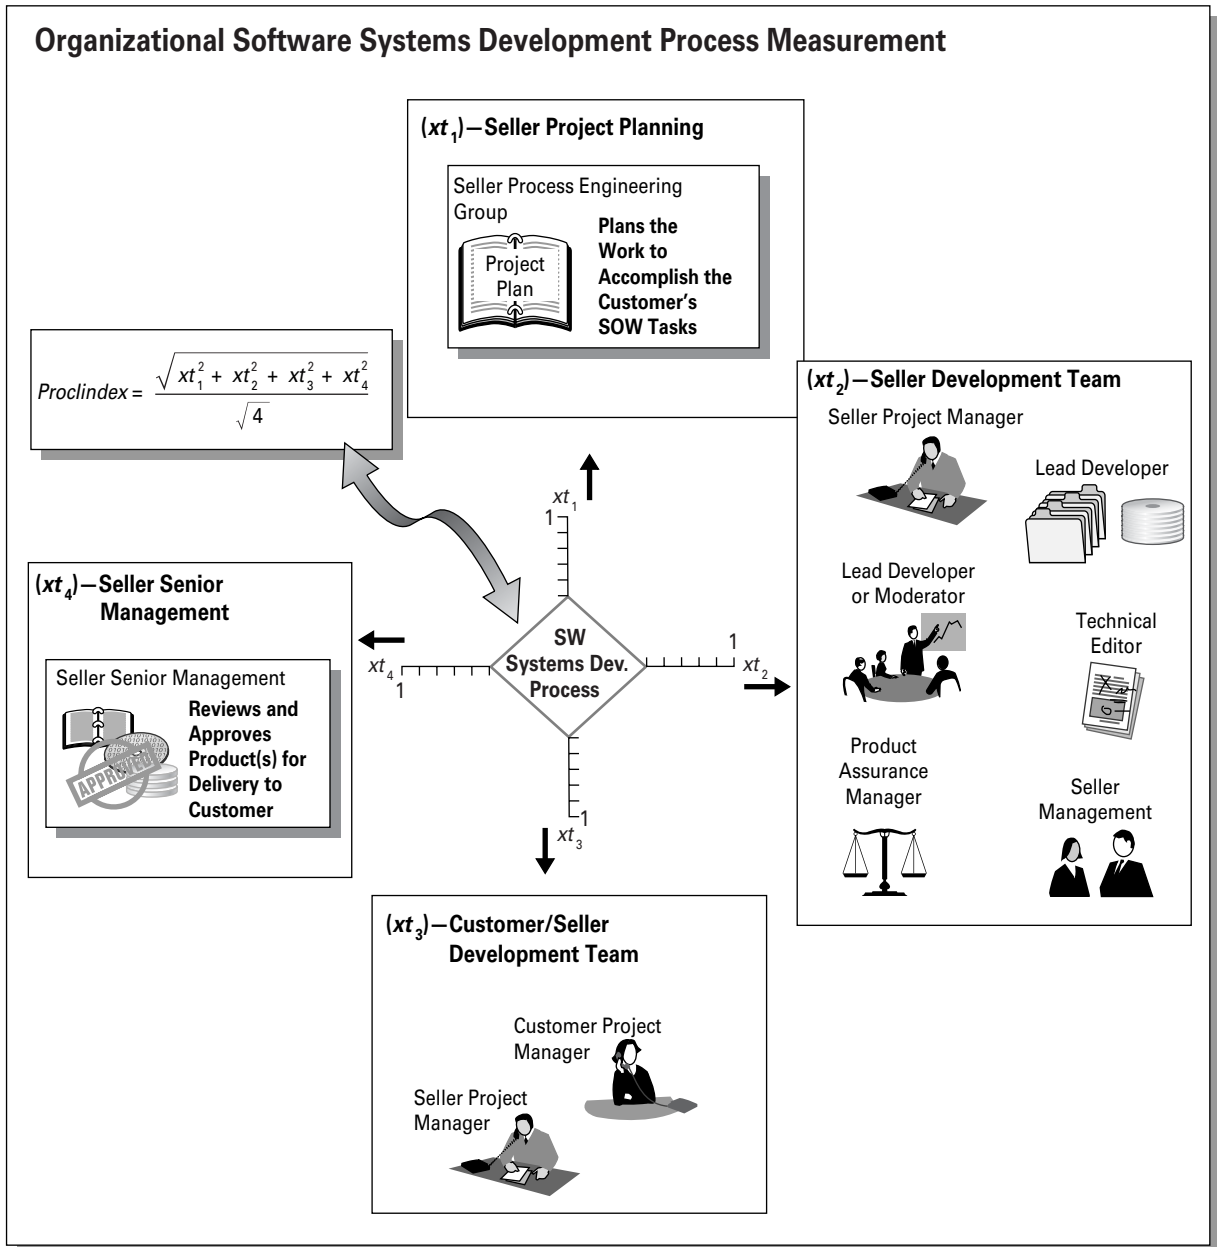 Organizational Software Systems Development Process Measurement
(xt1)—Seller Project Planning
Seller Process Engineering
Group
Project
Plan
Plans the
Work to
Accomplish the
Customer's
SOW Tasks
ProcIindex = √(xt1² + xt2² + xt3² + xt4²) / √4
(xt2)—Seller Development Team
Seller Project Manager
Lead Developer
Lead Developer
or Moderator
Technical
Editor
Product
Assurance
Manager
Seller
Management
xt1
1
(xt4)—Seller Senior
Management
Seller Senior Management
Reviews and
Approves
Product(s) for
Delivery to
Customer
APPROVED
xt4
1
SW
Systems Dev.
Process
1
xt2
1
xt3
(xt3)—Customer/Seller
Development Team
Customer Project
Manager
Seller Project
Manager